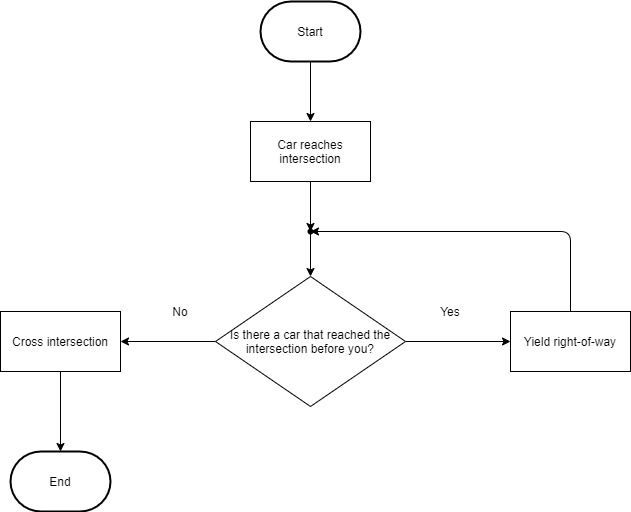 Start
Car reaches
intersection
No
Yes
Is there a car that reached the
intersection before you?
Cross intersection
Yield right-of-way
End